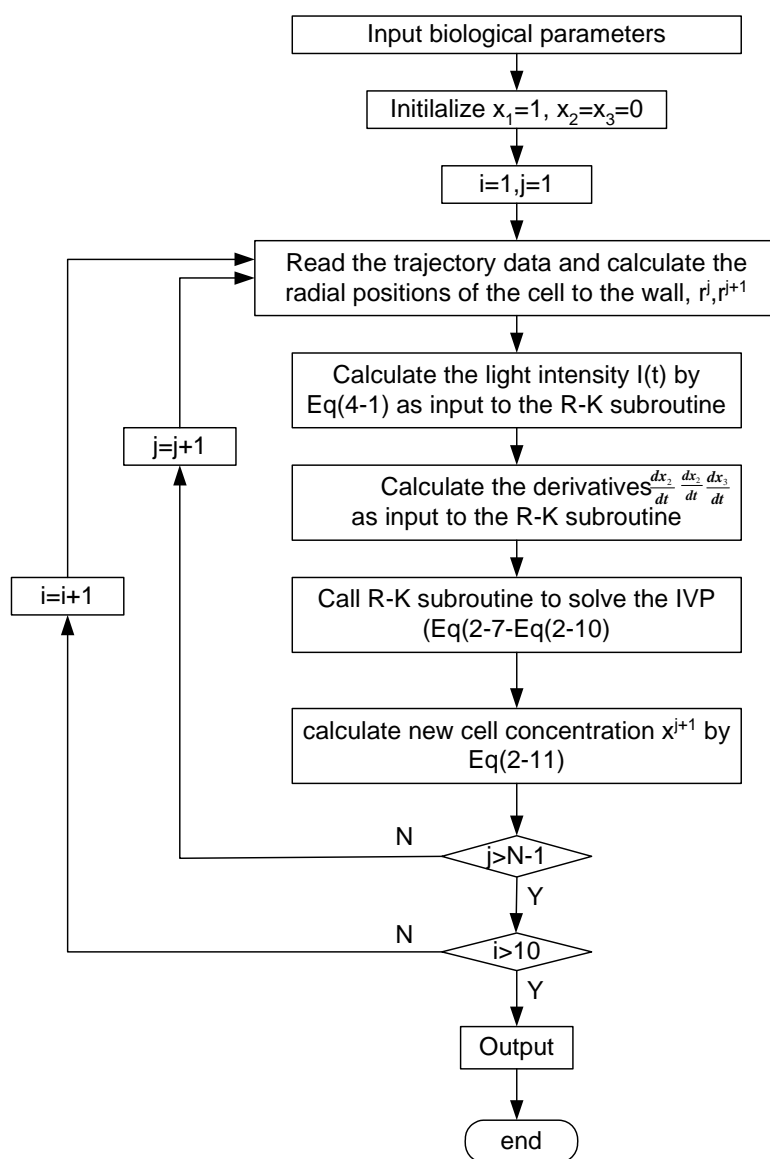 Input biological parameters
Initilalize x₁=1, x₂=x₃=0
i=1,j=1
Read the trajectory data and calculate the
radial positions of the cell to the wall, rʲ,rʲ⁺¹
Calculate the light intensity I(t) by
Eq(4-1) as input to the R-K subroutine
j=j+1
Calculate the derivatives dx₂/dt dx₂/dt dx₃/dt
as input to the R-K subroutine
i=i+1
Call R-K subroutine to solve the IVP
(Eq(2-7-Eq(2-10)
calculate new cell concentration xʲ⁺¹ by
Eq(2-11)
N
j>N-1
Y
N
i>10
Y
Output
end